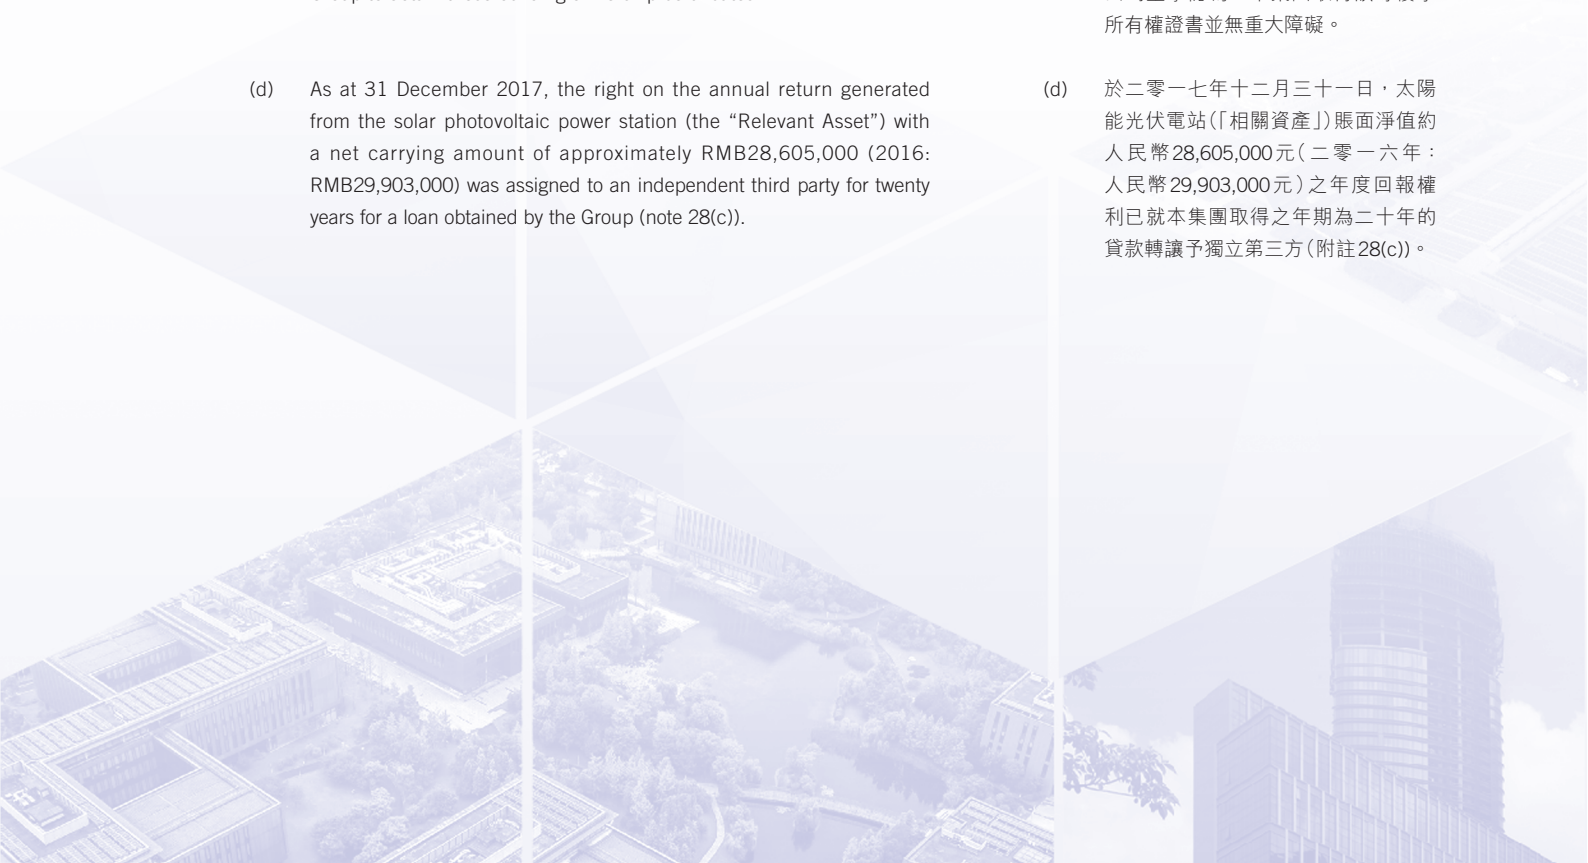 所有權證書並無重大障礙。
(d) As at 31 December 2017, the right on the annual return generated
from the solar photovoltaic power station (the “Relevant Asset”) with
a net carrying amount of approximately RMB28,605,000 (2016:
RMB29,903,000) was assigned to an independent third party for twenty
years for a loan obtained by the Group (note 28(c)).
(d) 於二零一七年十二月三十一日，太陽
能光伏電站（「相關資產」）賬面淨值約
人民幣28,605,000元（二零一六年：
人民幣29,903,000元）之年度回報權
利已就本集團取得之年期為二十年的
貸款轉讓予獨立第三方（附註28(c)）。